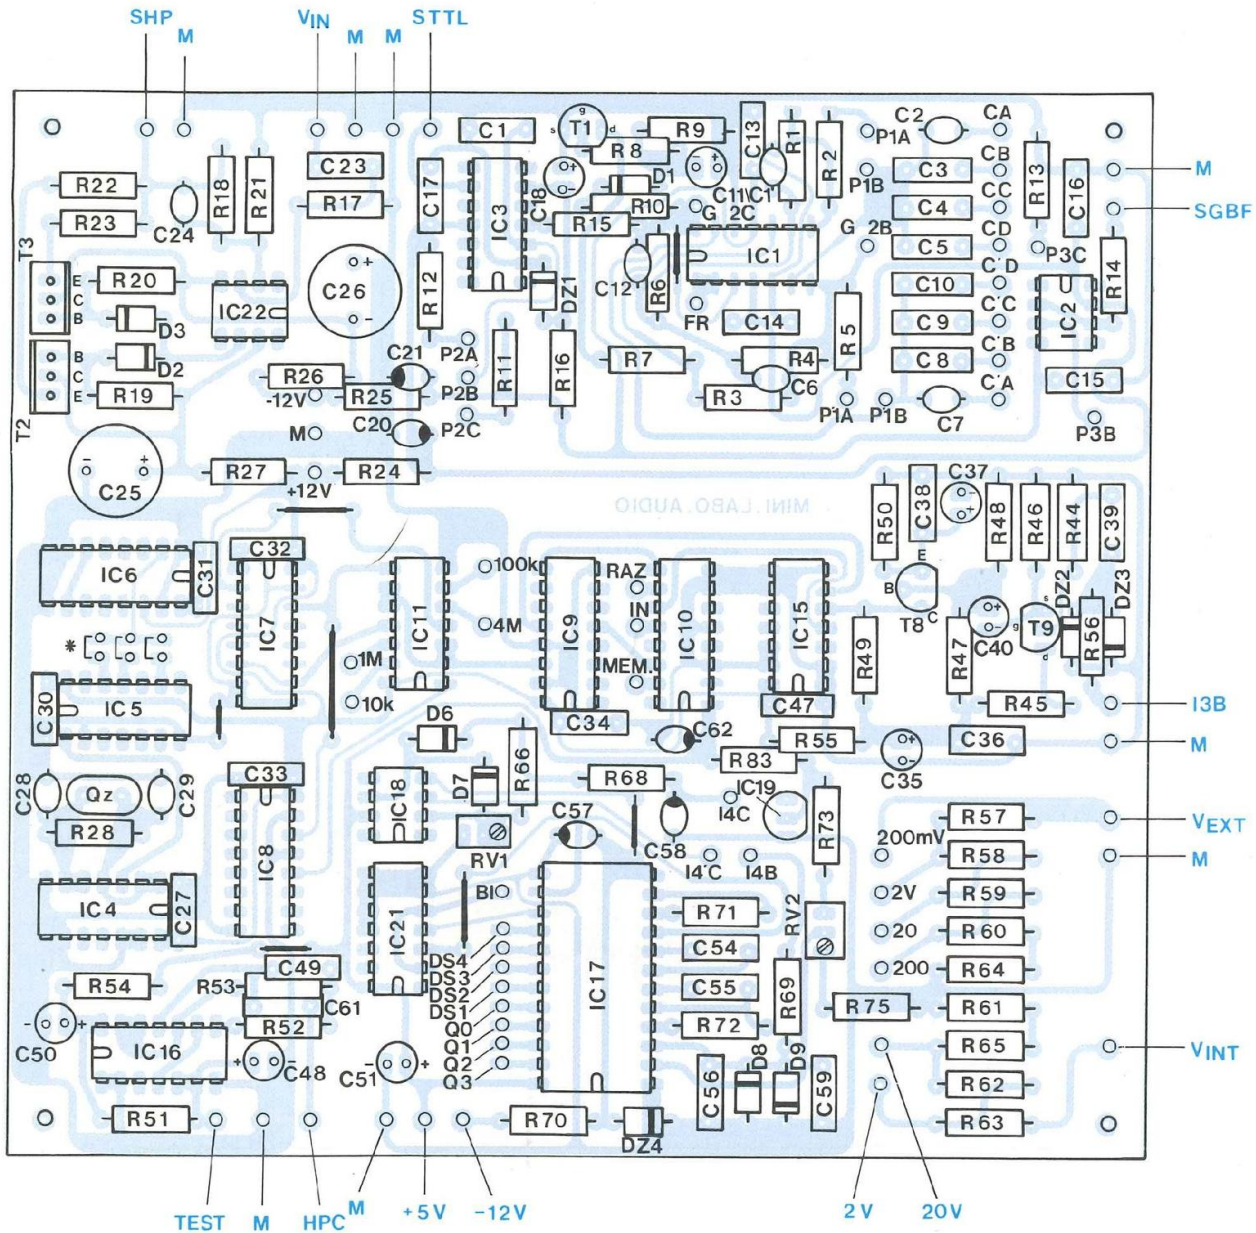 SHP
M
VIN
M
M
STTL
R22
R23
C24
R18
R21
C23
R17
C17
C1
IC3
C18
T1
s
g
d
R8
R9
D1
R10
R15
C11
C1
G
2C
C13
R1
R2
P1A
C2
CA
P1B
C3
CB
C4
CC
C5
CD
G 2B
R13
C16
M
SGBF
P3C
R14
T3
E
C
B
R20
D3
IC22
C26
+
-
R12
DZ1
C12
R6
IC1
FR
C14
R5
C10
C'D
C9
C'C
C8
C'B
C'A
IC2
T2
B
C
E
D2
R19
R26
-12V
R25
C21
P2A
P2B
P2C
C20
M
R11
R16
R7
R4
C6
R3
P1A
P1B
C7
C15
P3B
C25
-
+
R27
+12V
R24
MINI.LABO.AUDIO
R50
C38
C37
R48
R46
R44
C39
IC6
C31
C32
IC7
IC11
100k
4M
IC9
RAZ
IN
MEM.
IC10
IC15
E
B
C
T8
C40
T9
s
g
d
DZ2
R56
DZ3
*
1M
10k
R49
R47
C30
IC5
R45
I3B
D6
R66
C34
C62
C47
R55
C35
C36
M
C28
Qz
C29
R28
C33
IC8
IC18
D7
RV1
R68
C57
C58
R83
IC19
I4C
R73
VEXT
R57
200mV
R58
M
I4'C
I4B
IC4
C27
IC21
BI
IC17
R71
RV2
2V
R59
20
R60
200
R64
DS4
DS3
DS2
DS1
Q0
Q1
Q2
Q3
C54
C55
R72
R69
R75
R61
R65
VINT
R62
R63
R54
R53
C49
C61
R52
C50
IC16
C48
C51
C56
D8
D9
C59
R51
R70
DZ4
TEST
M
HPC
M
+5V
-12V
2V
20V